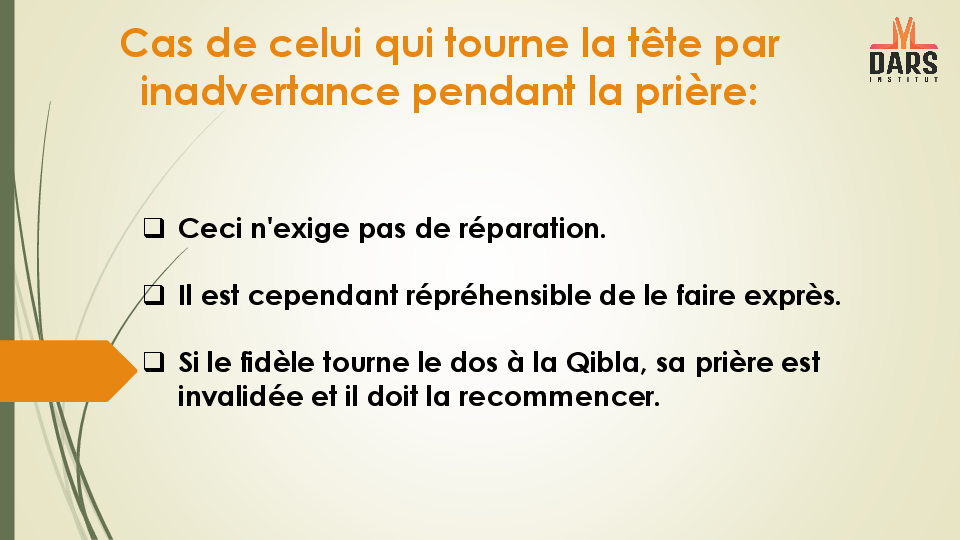 Cas de celui qui tourne la tête par
inadvertance pendant la prière:
DARS
INSTITUT
Ceci n'exige pas de réparation.
Il est cependant répréhensible de le faire exprès.
Si le fidèle tourne le dos à la Qibla, sa prière est
invalidée et il doit la recommencer.